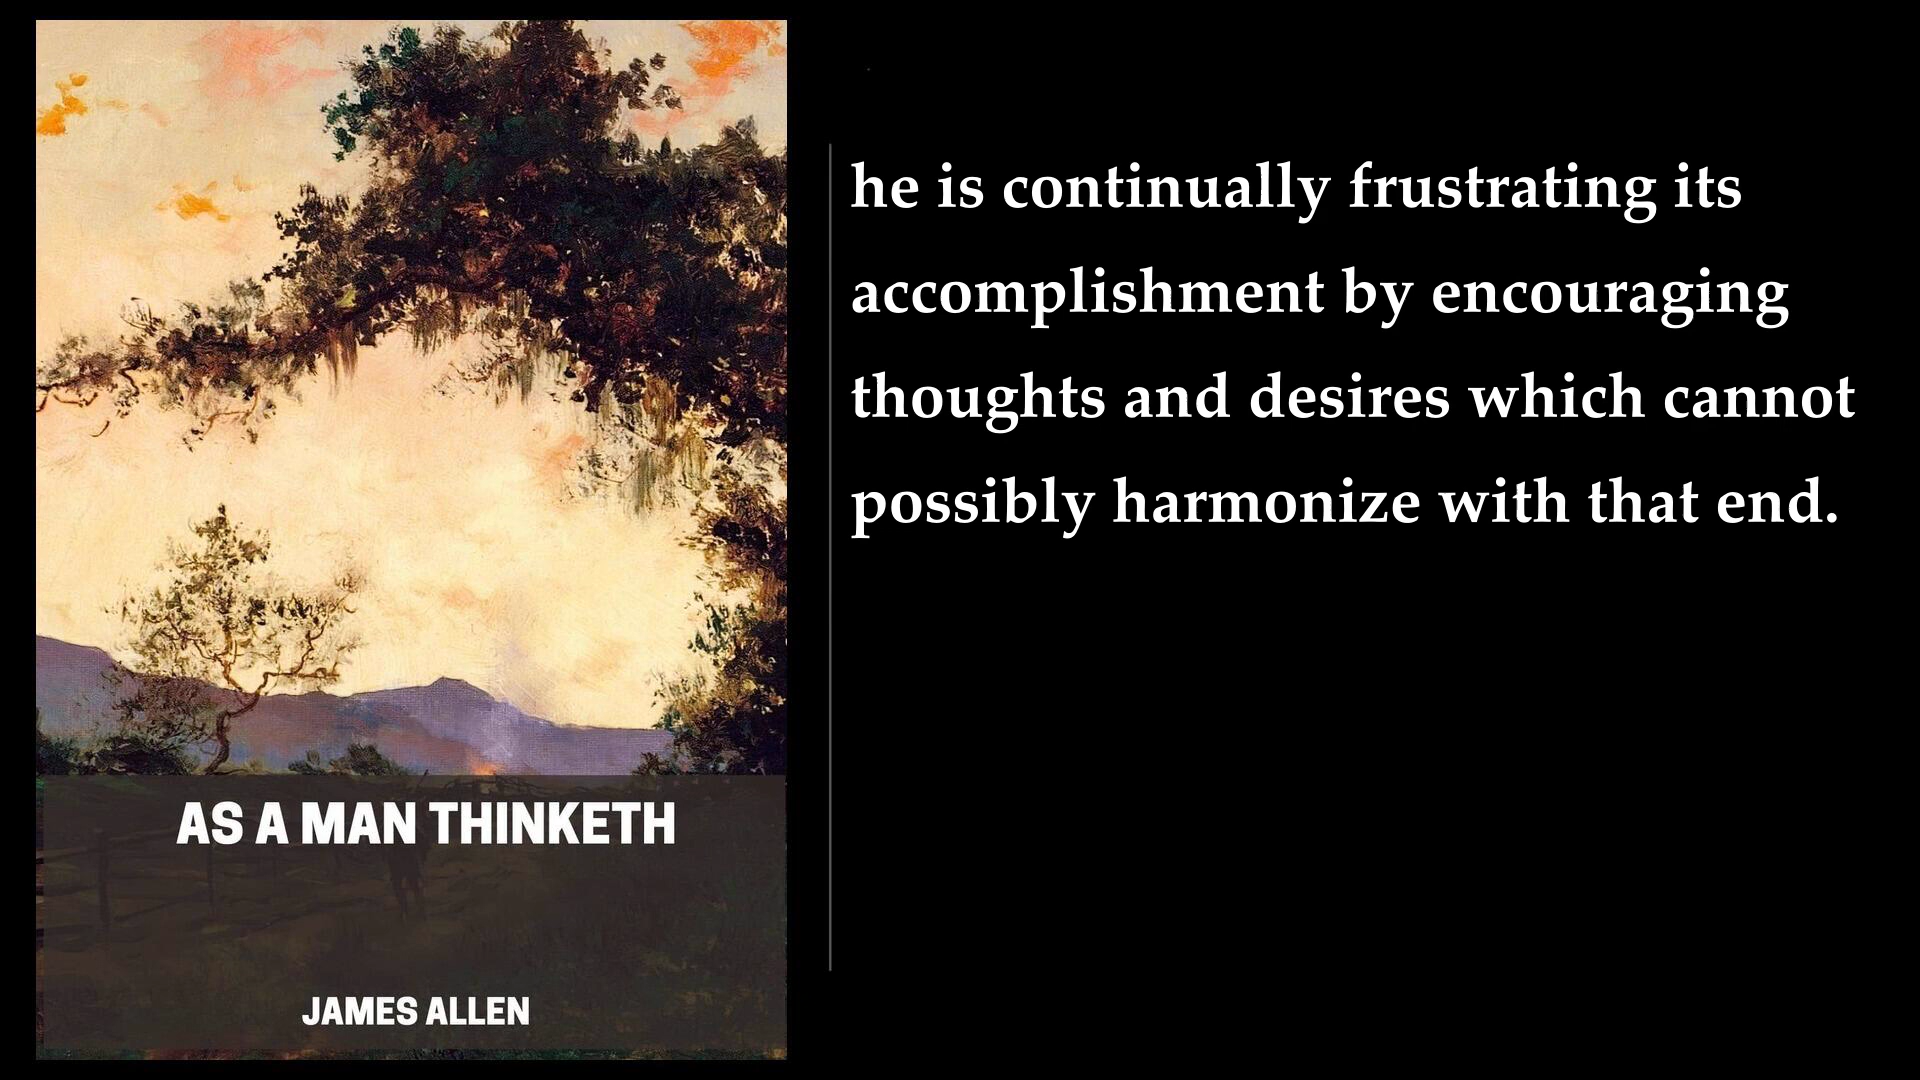 AS A MAN THINKETH
JAMES ALLEN
he is continually frustrating its
accomplishment by encouraging
thoughts and desires which cannot
possibly harmonize with that end.